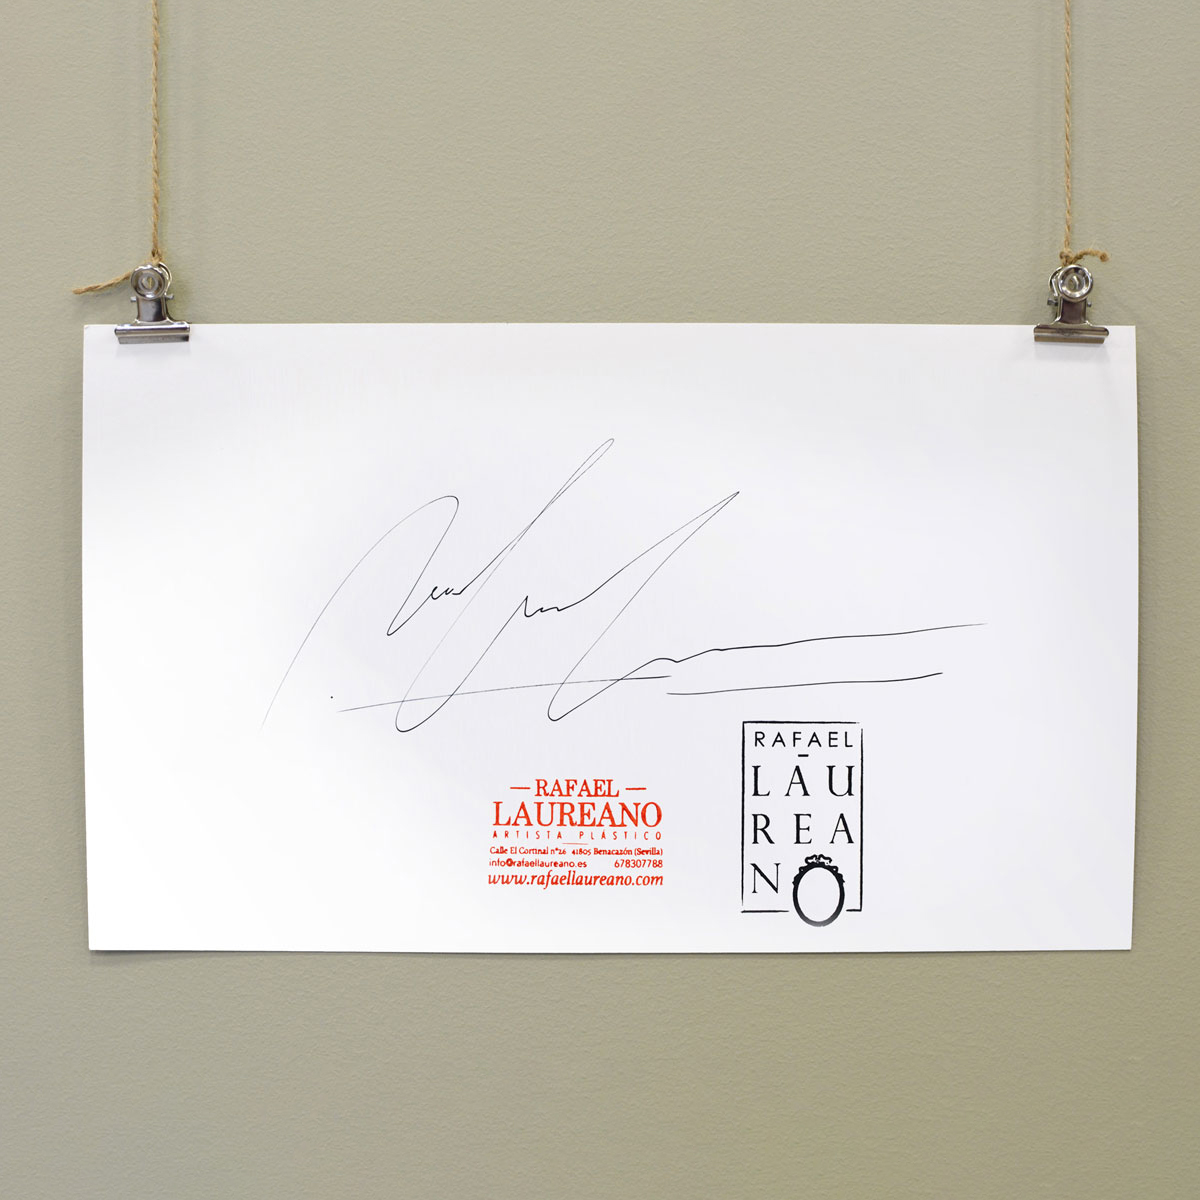 — RAFAEL —
LAUREANO
ARTISTA PLÁSTICO
Calle El Cortinal nº26 41805 Benacazón (Sevilla)
info@rafaellaureano.es 678307788
www.rafaellaureano.com
RAFAEL
LAU
REA
NO